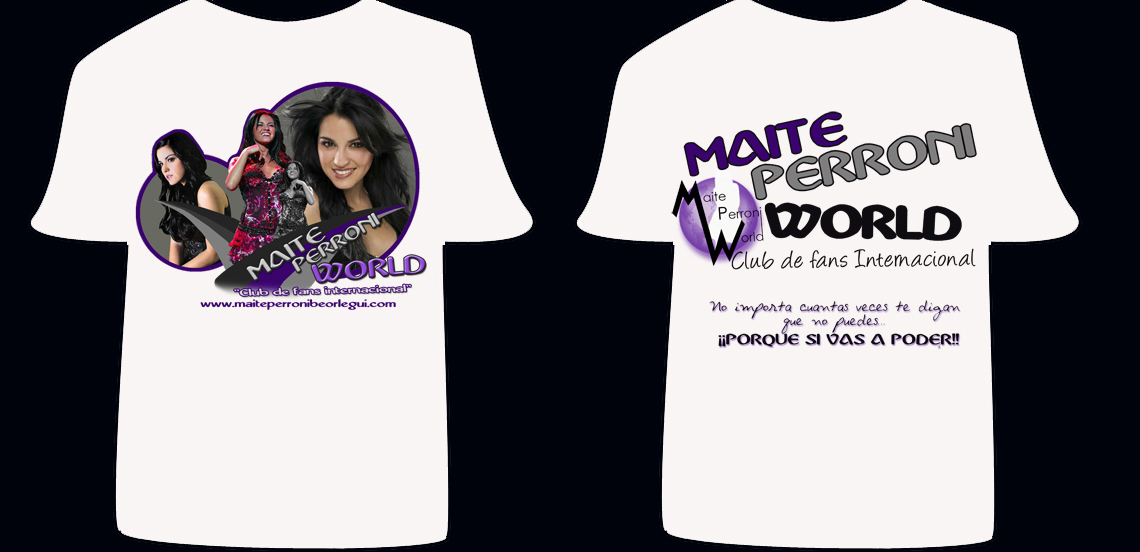 MAITE
PERRONI
WORLD
"Club de fans internacional"
www.maiteperronibeorlegui.com
MAITE
PERRONI
WORLD
Maite
Perroni
World
Club de fans Internacional
No importa cuantas veces te digan
que no puedes...
¡¡PORQUE SI VAS A PODER!!